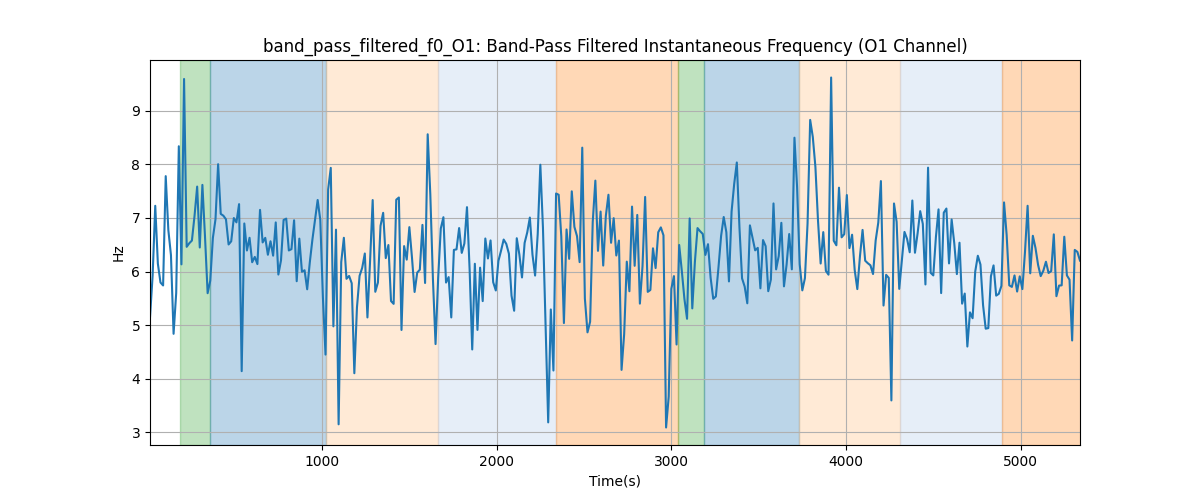 band_pass_filtered_f0_O1: Band-Pass Filtered Instantaneous Frequency (O1 Channel)
Hz
9
8
7
6
5
4
3
1000 2000 3000 4000 5000
Time(s)